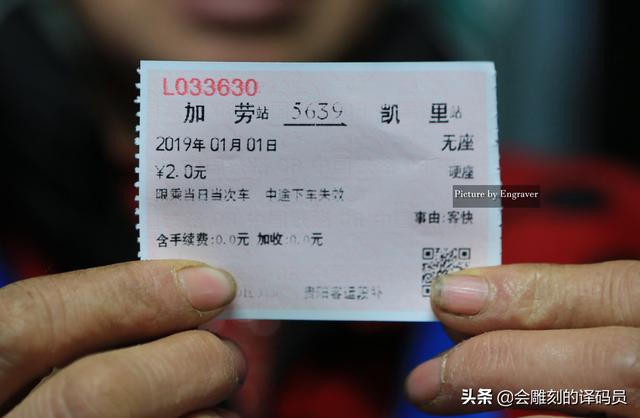 L033630
加劳站 5639 凯里站
2019年01月01日 无座
¥2.0元 硬座
限乘当日当次车 中途下车失效
Picture by Engraver
事由:客快
含手续费:0.0元 加收:0.0元
贵阳客运段补
头条 @会雕刻的译码员